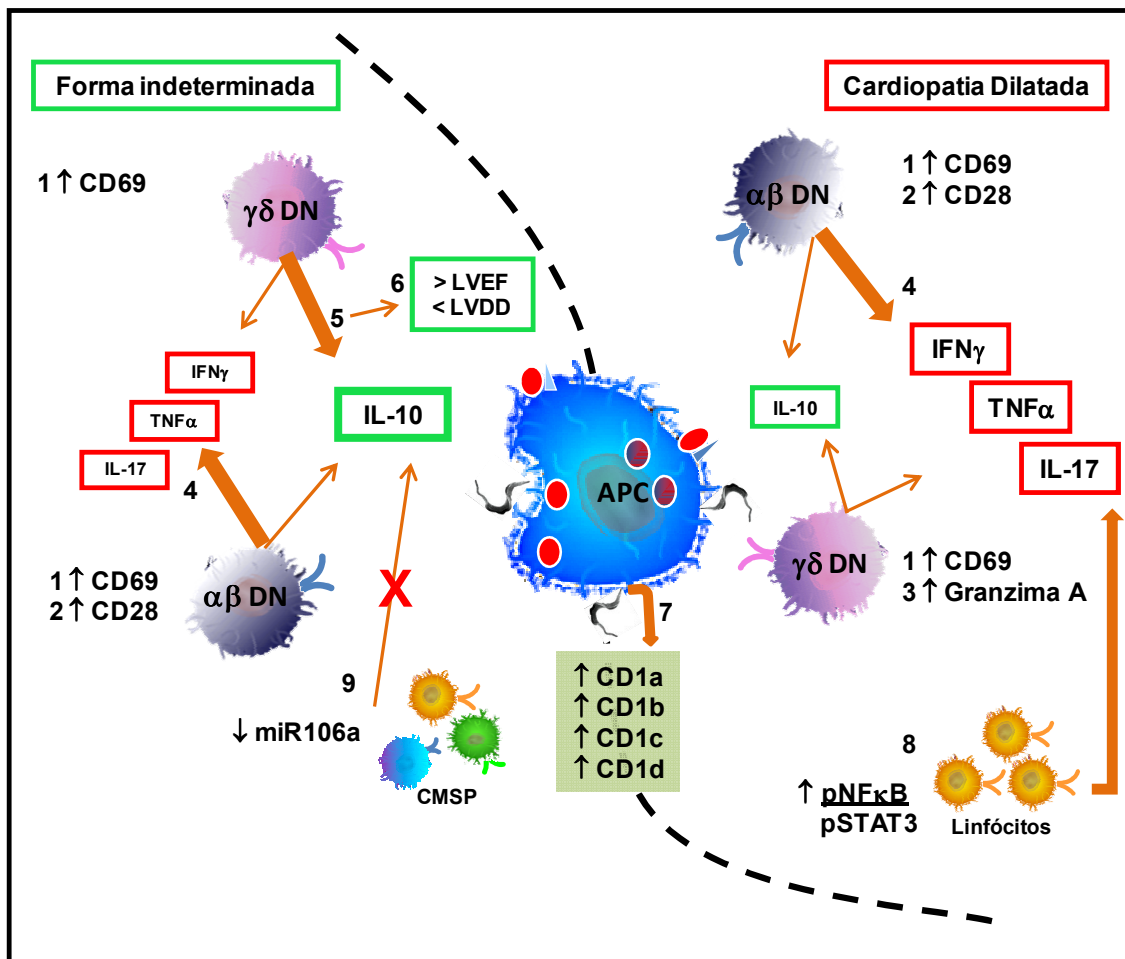 Forma indeterminada
1 ↑ CD69
γδ DN
6
> LVEF
< LVDD
5
IFNγ
TNFα
IL-17
IL-10
4
1 ↑ CD69
2 ↑ CD28
αβ DN
9
↓ miR106a
CMSP
APC
7
↑ CD1a
↑ CD1b
↑ CD1c
↑ CD1d
Cardiopatia Dilatada
αβ DN
1 ↑ CD69
2 ↑ CD28
4
IFNγ
TNFα
IL-17
IL-10
γδ DN
1 ↑ CD69
3 ↑ Granzima A
8
↑ pNFκB
pSTAT3
Linfócitos
X